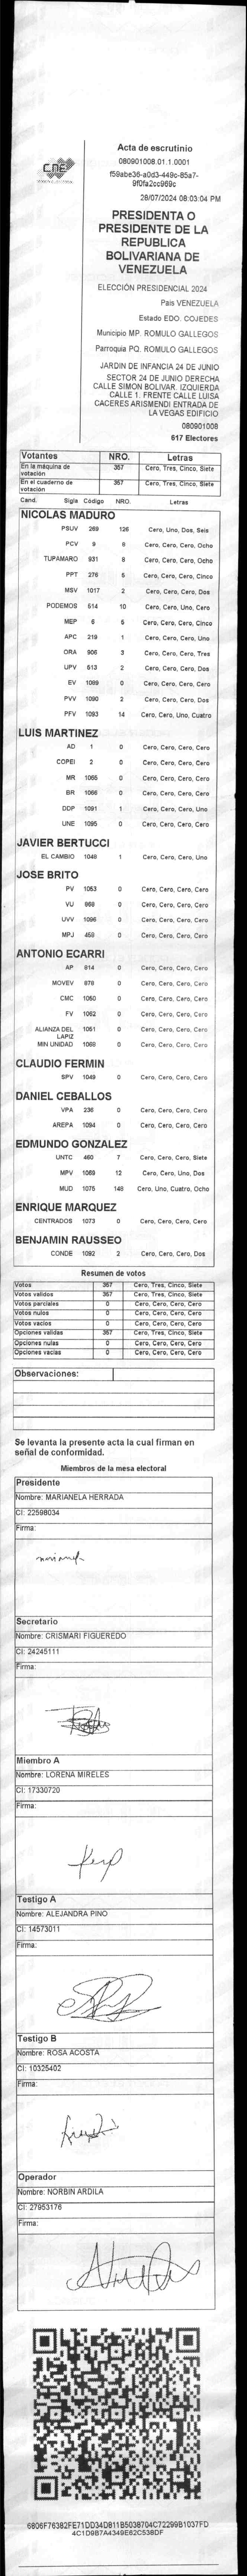 CNE
Acta de escrutinio
080901008.01.1.0001
f59abe36-a0d3-449c-85a7-
9f0fa2cc969c
28/07/2024 08:03:04 PM
PRESIDENTA O
PRESIDENTE DE LA
REPUBLICA
BOLIVARIANA DE
VENEZUELA
ELECCIÓN PRESIDENCIAL 2024
País VENEZUELA
Estado EDO. COJEDES
Municipio MP. ROMULO GALLEGOS
Parroquia PQ. ROMULO GALLEGOS
JARDIN DE INFANCIA 24 DE JUNIO
SECTOR 24 DE JUNIO DERECHA
CALLE SIMON BOLIVAR. IZQUIERDA
CALLE 1. FRENTE CALLE LUISA
CACERES ARISMENDI ENTRADA DE
LA VEGAS EDIFICIO
080901008
617 Electores
Votantes NRO. Letras
En la máquina de votación 357 Cero, Tres, Cinco, Siete
En el cuaderno de votación 357 Cero, Tres, Cinco, Siete
Cand. Sigla Código NRO. Letras
NICOLAS MADURO
PSUV 269 126 Cero, Uno, Dos, Seis
PCV 9 8 Cero, Cero, Cero, Ocho
TUPAMARO 931 8 Cero, Cero, Cero, Ocho
PPT 276 5 Cero, Cero, Cero, Cinco
MSV 1017 2 Cero, Cero, Cero, Dos
PODEMOS 514 10 Cero, Cero, Uno, Cero
MEP 6 5 Cero, Cero, Cero, Cinco
APC 219 1 Cero, Cero, Cero, Uno
ORA 906 3 Cero, Cero, Cero, Tres
UPV 513 2 Cero, Cero, Cero, Dos
EV 1089 0 Cero, Cero, Cero, Cero
PVV 1090 2 Cero, Cero, Cero, Dos
PFV 1093 14 Cero, Cero, Uno, Cuatro
LUIS MARTINEZ
AD 1 0 Cero, Cero, Cero, Cero
COPEI 2 0 Cero, Cero, Cero, Cero
MR 1065 0 Cero, Cero, Cero, Cero
BR 1066 0 Cero, Cero, Cero, Cero
DDP 1091 1 Cero, Cero, Cero, Uno
UNE 1095 0 Cero, Cero, Cero, Cero
JAVIER BERTUCCI
EL CAMBIO 1048 1 Cero, Cero, Cero, Uno
JOSE BRITO
PV 1053 0 Cero, Cero, Cero, Cero
VU 868 0 Cero, Cero, Cero, Cero
UVV 1096 0 Cero, Cero, Cero, Cero
MPJ 458 0 Cero, Cero, Cero, Cero
ANTONIO ECARRI
AP 814 0 Cero, Cero, Cero, Cero
MOVEV 878 0 Cero, Cero, Cero, Cero
CMC 1050 0 Cero, Cero, Cero, Cero
FV 1052 0 Cero, Cero, Cero, Cero
ALIANZA DEL LAPIZ 1051 0 Cero, Cero, Cero, Cero
MIN UNIDAD 1069 0 Cero, Cero, Cero, Cero
CLAUDIO FERMIN
SPV 1049 0 Cero, Cero, Cero, Cero
DANIEL CEBALLOS
VPA 236 0 Cero, Cero, Cero, Cero
AREPA 1094 0 Cero, Cero, Cero, Cero
EDMUNDO GONZALEZ
UNTC 460 7 Cero, Cero, Cero, Siete
MPV 1068 12 Cero, Cero, Uno, Dos
MUD 1075 148 Cero, Uno, Cuatro, Ocho
ENRIQUE MARQUEZ
CENTRADOS 1073 0 Cero, Cero, Cero, Cero
BENJAMIN RAUSSEO
CONDE 1092 2 Cero, Cero, Cero, Dos
Resumen de votos
Votos 357 Cero, Tres, Cinco, Siete
Votos validos 357 Cero, Tres, Cinco, Siete
Votos parciales 0 Cero, Cero, Cero, Cero
Votos nulos 0 Cero, Cero, Cero, Cero
Votos vacíos 0 Cero, Cero, Cero, Cero
Opciones validas 357 Cero, Tres, Cinco, Siete
Opciones nulas 0 Cero, Cero, Cero, Cero
Opciones vacías 0 Cero, Cero, Cero, Cero
Observaciones:
Se levanta la presente acta la cual firman en
señal de conformidad.
Miembros de la mesa electoral
Presidente
Nombre: MARIANELA HERRADA
CI: 22598034
Firma:
Secretario
Nombre: CRISMARI FIGUEREDO
CI: 24245111
Firma:
Miembro A
Nombre: LORENA MIRELES
CI: 17330720
Firma:
Testigo A
Nombre: ALEJANDRA PINO
CI: 14573011
Firma:
Testigo B
Nombre: ROSA ACOSTA
CI: 10325402
Firma:
Operador
Nombre: NORBIN ARDILA
CI: 27953176
Firma:
6806F76382FE71DD34D811B5038704C72299B1037FD
4C1D9B7A4349E62C538DF